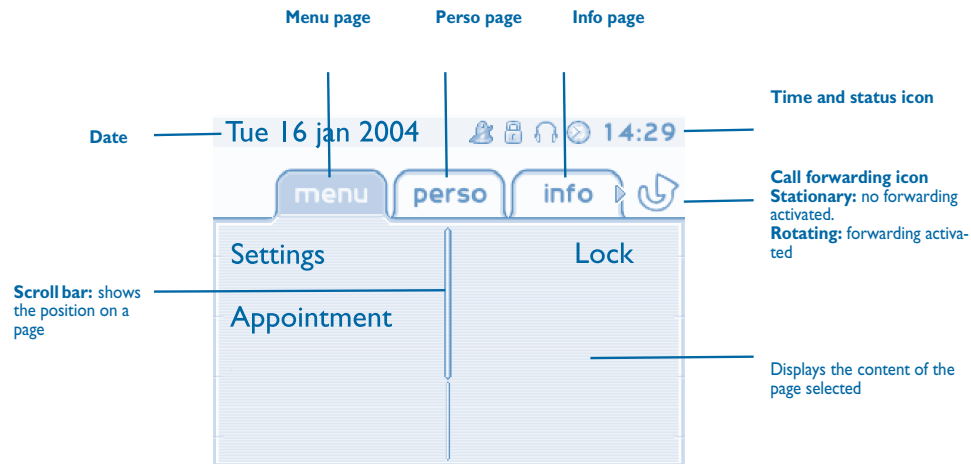 Menu page
Perso page
Info page
Time and status icon
Date
Tue 16 jan 2004
14:29
Call forwarding icon
Stationary: no forwarding
activated.
Rotating: forwarding activa-
ted
menu
perso
info
Settings
Lock
Scroll bar: shows
the position on a
page
Appointment
Displays the content of the
page selected